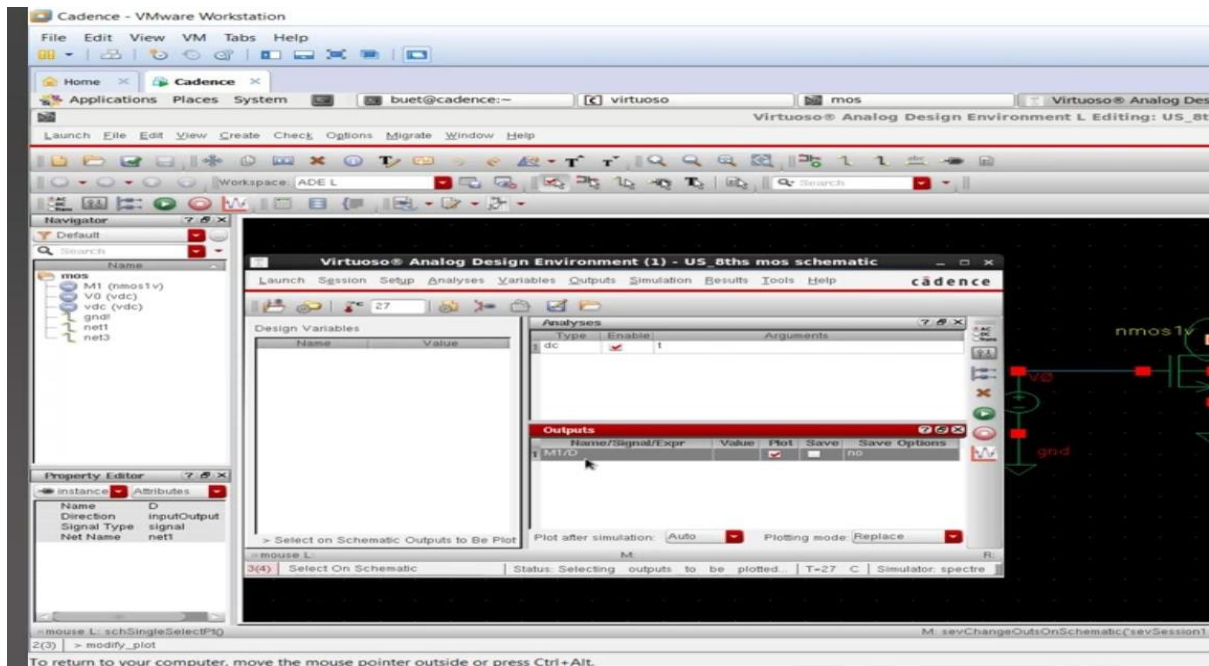 Cadence - VMware Workstation
File Edit View VM Tabs Help
Home Cadence
Applications Places System buet@cadence:~ virtuoso mos Virtuoso® Analog Des
Virtuoso® Analog Design Environment L Editing: US_8t
Launch File Edit View Create Check Options Migrate Window Help
Workspace: ADE L Search
Navigator
Default
Search
Name
mos
M1 (nmos1v)
V0 (vdc)
vdc (vdc)
gnd!
net1
net3
Property Editor
instance Attributes
Name D
Direction inputOutput
Signal Type signal
Net Name net1
Virtuoso® Analog Design Environment (1) - US_8ths mos schematic
Launch Session Setup Analyses Variables Outputs Simulation Results Tools Help cādence
27
Design Variables
Name Value
> Select on Schematic Outputs to Be Plot
Analyses
Type Enable Arguments
1 dc t
Outputs
Name/Signal/Expr Value Plot Save Save Options
1 M1/D no
Plot after simulation: Auto Plotting mode: Replace
mouse L: M: R:
3(4) Select On Schematic Status: Selecting outputs to be plotted... T=27 C Simulator: spectre
nmos1v
V0
gnd
mouse L: schSingleSelectPt() M: sevChangeOutsOnSchematic('sevSession1
2(3) > modify_plot
To return to your computer, move the mouse pointer outside or press Ctrl+Alt.